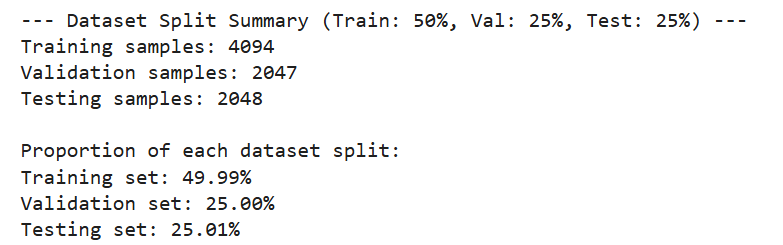 --- Dataset Split Summary (Train: 50%, Val: 25%, Test: 25%) ---
Training samples: 4094
Validation samples: 2047
Testing samples: 2048

Proportion of each dataset split:
Training set: 49.99%
Validation set: 25.00%
Testing set: 25.01%